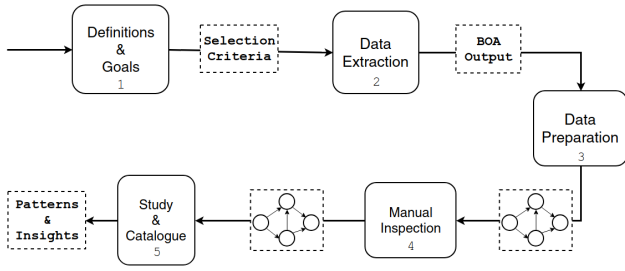 Definitions
&
Goals
1
Selection
Criteria
Data
Extraction
2
BOA
Output
Data
Preparation
3
Manual
Inspection
4
Study
&
Catalogue
5
Patterns
&
Insights